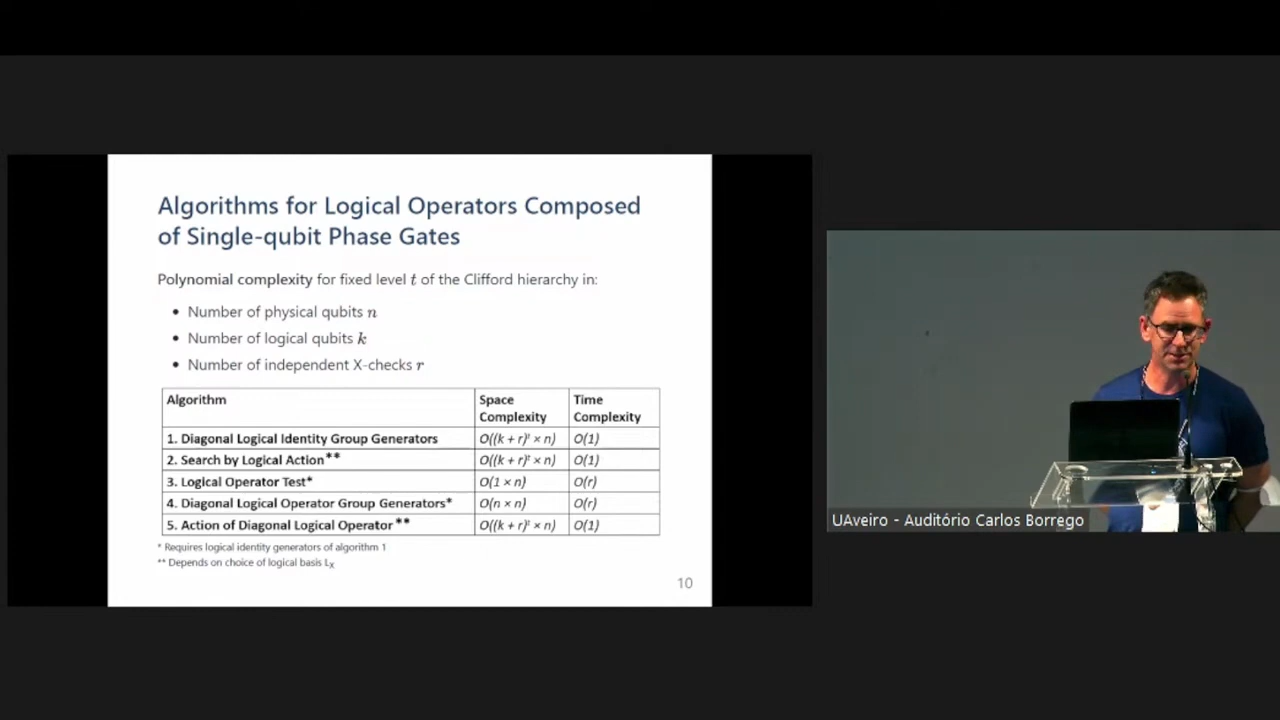 Algorithms for Logical Operators Composed
of Single-qubit Phase Gates
Polynomial complexity for fixed level t of the Clifford hierarchy in:
• Number of physical qubits n
• Number of logical qubits k
• Number of independent X-checks r
Algorithm Space Complexity Time Complexity
1. Diagonal Logical Identity Group Generators O((k + r)ᵗ × n) O(1)
2. Search by Logical Action** O((k + r)ᵗ × n) O(1)
3. Logical Operator Test* O(1 × n) O(r)
4. Diagonal Logical Operator Group Generators* O(n × n) O(r)
5. Action of Diagonal Logical Operator** O((k + r)ᵗ × n) O(1)
* Requires logical identity generators of algorithm 1
** Depends on choice of logical basis Lₓ
10
UAveiro - Auditório Carlos Borrego